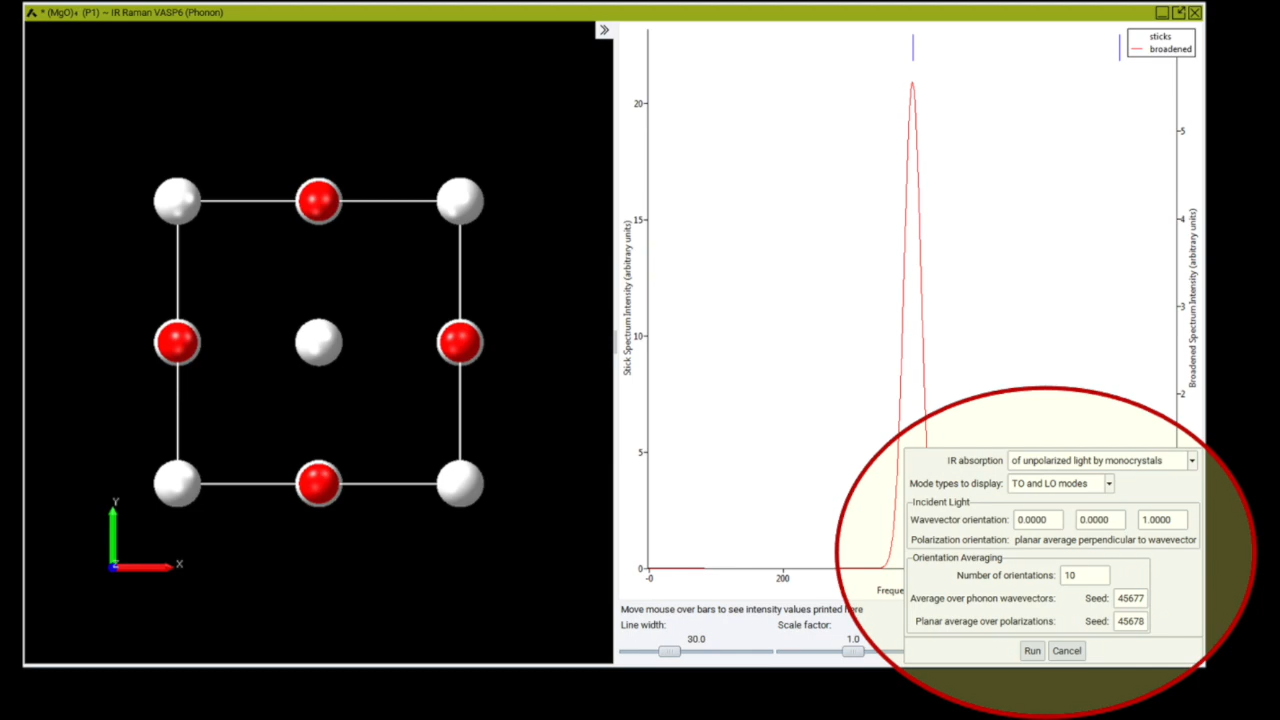 * (MgO)4 (P1) ~ IR Raman VASP6 (Phonon)
sticks
broadened
20
15
10
5
0
Stick Spectrum Intensity (arbitrary units)
5
4
3
2
Broadened Spectrum Intensity (arbitrary units)
-0
200
Freque
Y
X
Z
Move mouse over bars to see intensity values printed here
Line width:
Scale factor:
30.0
1.0
IR absorption of unpolarized light by monocrystals
Mode types to display: TO and LO modes
Incident Light
Wavevector orientation: 0.0000 0.0000 1.0000
Polarization orientation: planar average perpendicular to wavevector
Orientation Averaging
Number of orientations: 10
Average over phonon wavevectors: Seed: 45677
Planar average over polarizations: Seed: 45678
Run Cancel